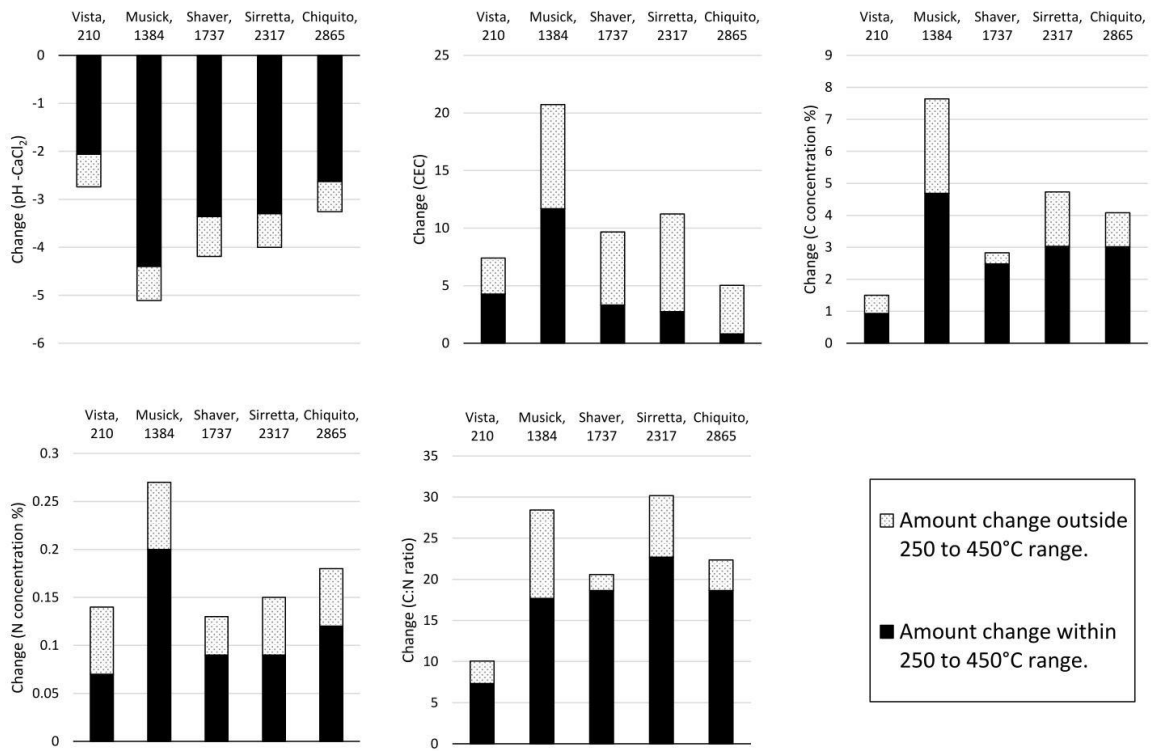 Vista, Musick, Shaver, Sirretta, Chiquito,
210 1384 1737 2317 2865
0
-1
-2
-3
-4
-5
-6
Change (pH -CaCl₂)
Vista, Musick, Shaver, Sirretta, Chiquito,
210 1384 1737 2317 2865
25
20
15
10
5
0
Change (CEC)
Vista, Musick, Shaver, Sirretta, Chiquito,
210 1384 1737 2317 2865
9
8
7
6
5
4
3
2
1
0
Change (C concentration %)
Vista, Musick, Shaver, Sirretta, Chiquito,
210 1384 1737 2317 2865
0.3
0.25
0.2
0.15
0.1
0.05
0
Change (N concentration %)
Vista, Musick, Shaver, Sirretta, Chiquito,
210 1384 1737 2317 2865
35
30
25
20
15
10
5
0
Change (C:N ratio)
Amount change outside
250 to 450°C range.
Amount change within
250 to 450°C range.